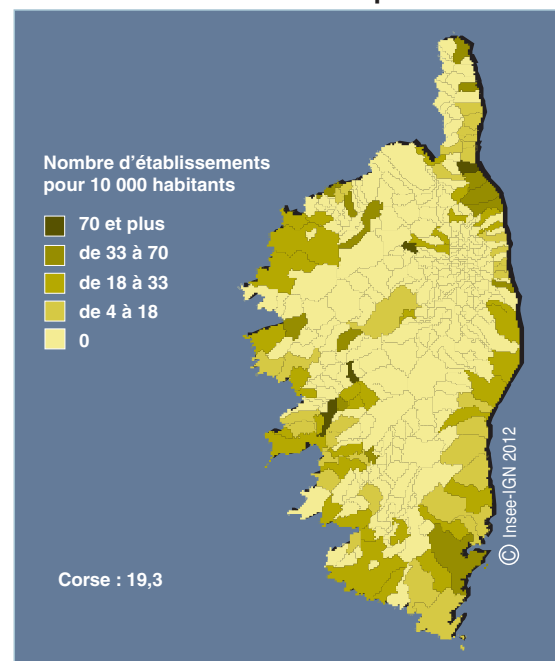 Nombre d'établissements
pour 10 000 habitants
70 et plus
de 33 à 70
de 18 à 33
de 4 à 18
0
Corse : 19,3
© Insee-IGN 2012